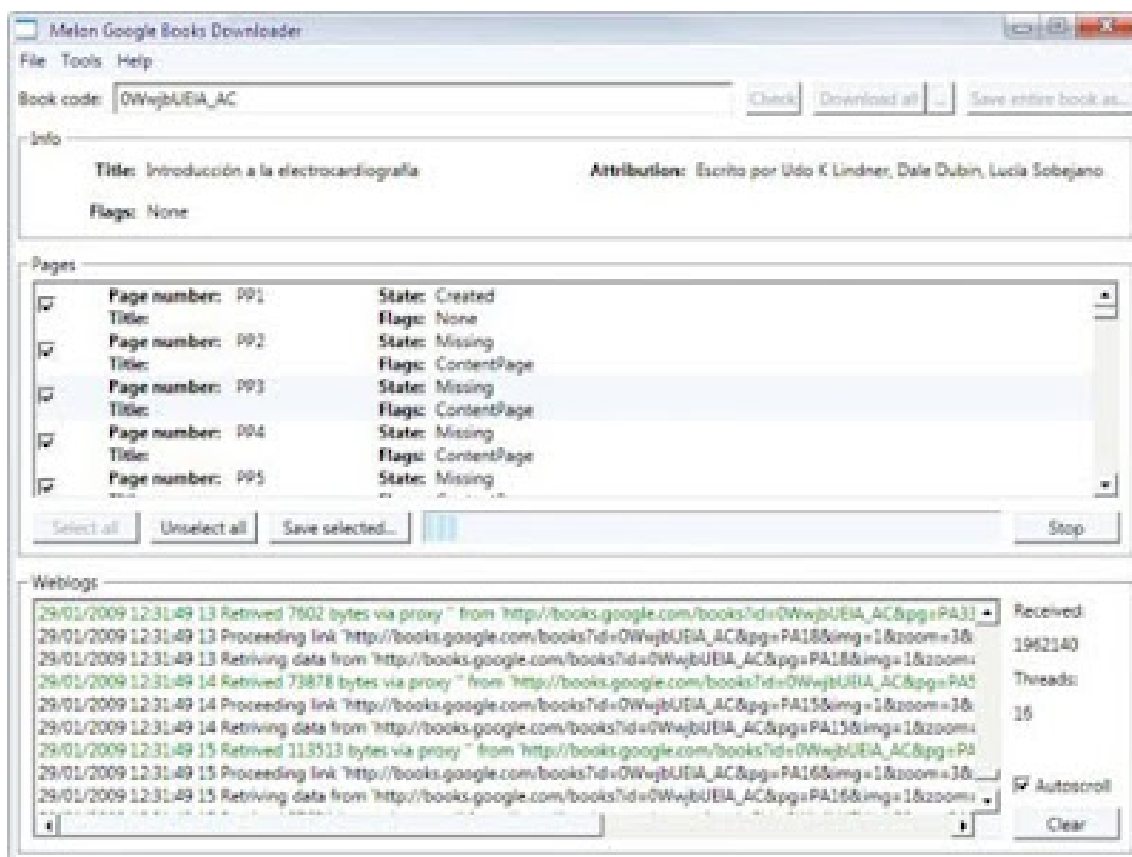 Melon Google Books Downloader
File Tools Help
Book code: 0WwjbUEIA_AC Check Download all ... Save entire book as...
Info
Title: Introducción a la electrocardiografía Attribution: Escrito por Udo K Lindner, Dale Dubin, Lucía Sobejano
Flags: None
Pages
Page number: PP1 State: Created
Title: Flags: None
Page number: PP2 State: Missing
Title: Flags: ContentPage
Page number: PP3 State: Missing
Title: Flags: ContentPage
Page number: PP4 State: Missing
Title: Flags: ContentPage
Page number: PP5 State: Missing
Select all Unselect all Save selected... Stop
Weblogs
29/01/2009 12:31:49 13 Retrived 7602 bytes via proxy '' from 'http://books.google.com/books?id=0WwjbUEIA_AC&pg=PA33
29/01/2009 12:31:49 13 Proceeding link 'http://books.google.com/books?id=0WwjbUEIA_AC&pg=PA18&img=1&zoom=3&
29/01/2009 12:31:49 13 Retriving data from 'http://books.google.com/books?id=0WwjbUEIA_AC&pg=PA18&img=1&zoom=
29/01/2009 12:31:49 14 Retrived 73878 bytes via proxy '' from 'http://books.google.com/books?id=0WwjbUEIA_AC&pg=PA5
29/01/2009 12:31:49 14 Proceeding link 'http://books.google.com/books?id=0WwjbUEIA_AC&pg=PA15&img=1&zoom=3&
29/01/2009 12:31:49 14 Retriving data from 'http://books.google.com/books?id=0WwjbUEIA_AC&pg=PA15&img=1&zoom=
29/01/2009 12:31:49 15 Retrived 113513 bytes via proxy '' from 'http://books.google.com/books?id=0WwjbUEIA_AC&pg=PA
29/01/2009 12:31:49 15 Proceeding link 'http://books.google.com/books?id=0WwjbUEIA_AC&pg=PA16&img=1&zoom=3&
29/01/2009 12:31:49 15 Retriving data from 'http://books.google.com/books?id=0WwjbUEIA_AC&pg=PA16&img=1&zoom=
Received:
1962140
Threads:
16
Autoscroll
Clear